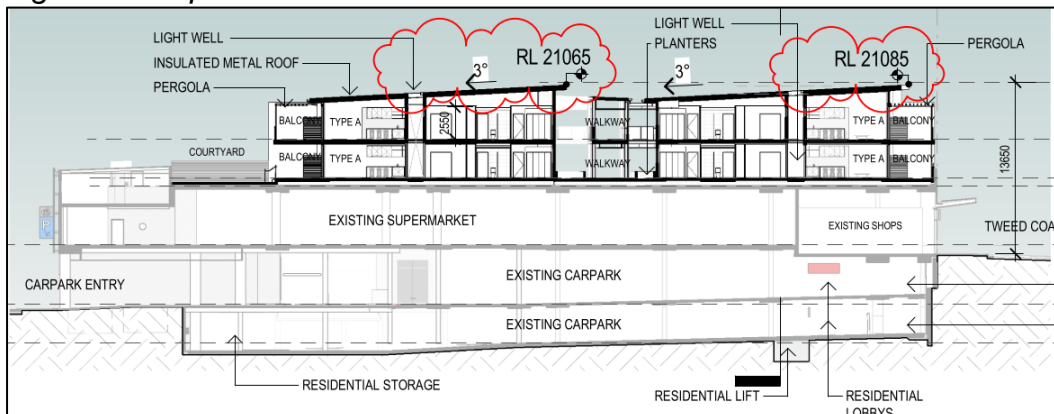 LIGHT WELL
INSULATED METAL ROOF
PERGOLA
3°
RL 21065
LIGHT WELL
PLANTERS
3°
RL 21085
PERGOLA
BALCONY
TYPE A
2550
WALKWAY
TYPE A
BALCONY
COURTYARD
BALCONY
TYPE A
WALKWAY
TYPE A
BALCONY
13650
P
EXISTING SUPERMARKET
EXISTING SHOPS
TWEED COA
CARPARK ENTRY
EXISTING CARPARK
EXISTING CARPARK
RESIDENTIAL STORAGE
RESIDENTIAL LIFT
RESIDENTIAL
LOBBYS